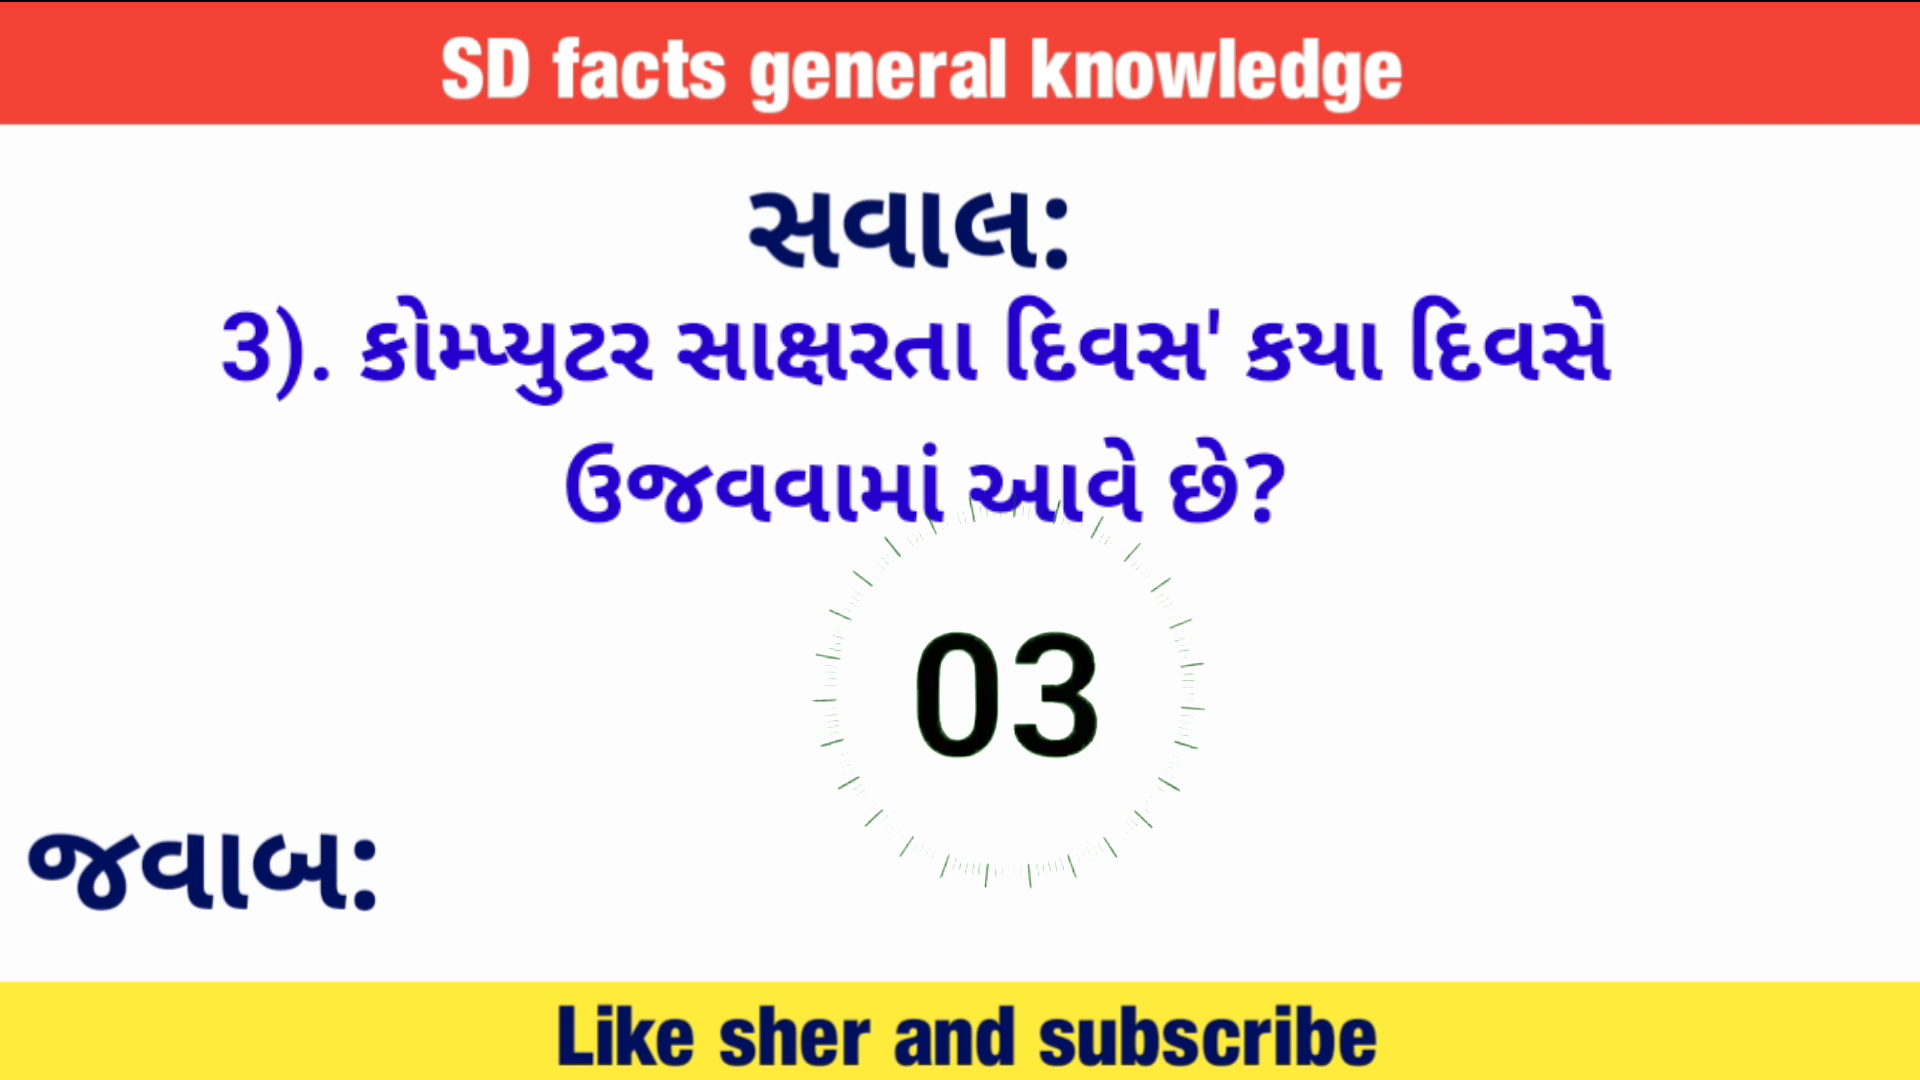 SD facts general knowledge
સવાલ:
3). કોમ્પ્યુટર સાક્ષરતા દિવસ' કયા દિવસે
ઉજવવામાં આવે છે?
03
જવાબ:
Like sher and subscribe